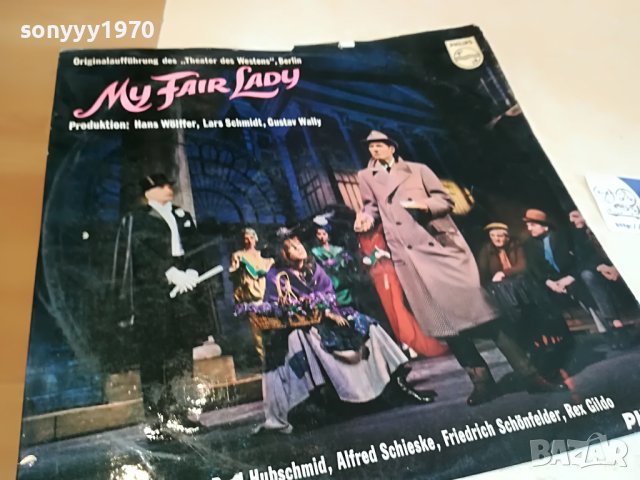 sonyyy1970
Originalaufführung des „Theater des Westens", Berlin
PHILIPS
MY FAIR LADY
Produktion: Hans Wölffer, Lars Schmidt, Gustav Wally
http://
Hubschmid, Alfred Schieske, Friedrich Schönfelder, Rex Gildo
BAZAR